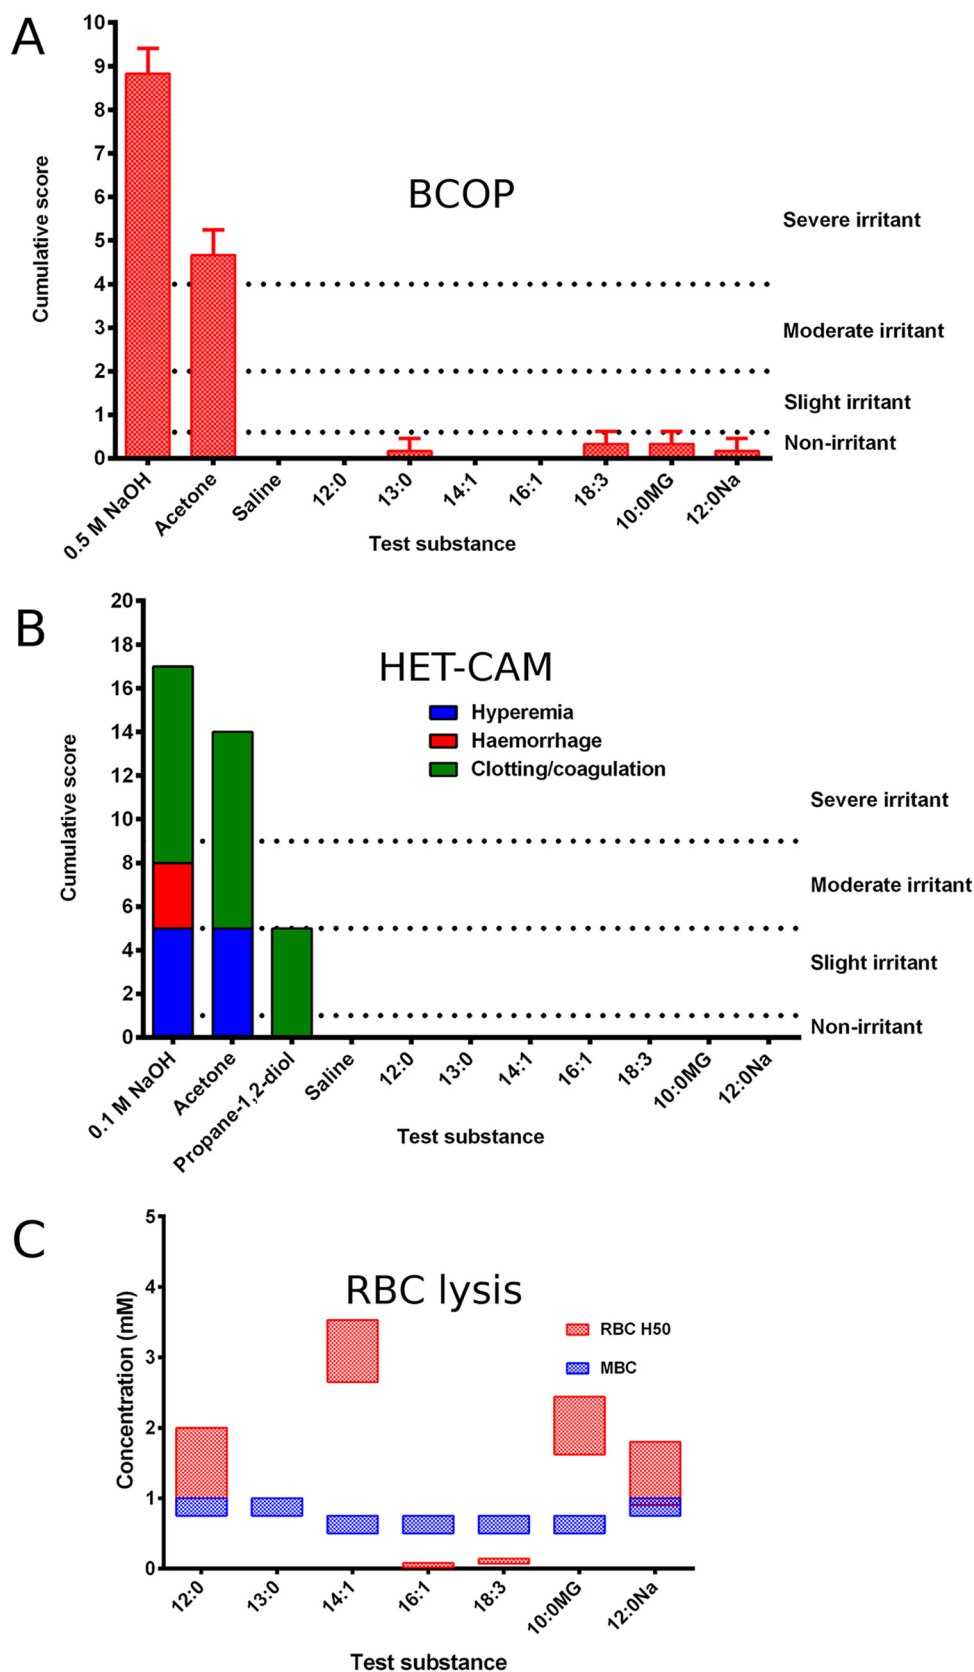 A
10
9
8
7
6
5
4
3
2
1
0
Cumulative score
BCOP
Severe irritant
Moderate irritant
Slight irritant
Non-irritant
0.5 M NaOH
Acetone
Saline
12:0
13:0
14:1
16:1
18:3
10:0MG
12:0Na
Test substance
B
20
18
16
14
12
10
8
6
4
2
0
Cumulative score
HET-CAM
Hyperemia
Haemorrhage
Clotting/coagulation
Severe irritant
Moderate irritant
Slight irritant
Non-irritant
0.1 M NaOH
Acetone
Propane-1,2-diol
Saline
12:0
13:0
14:1
16:1
18:3
10:0MG
12:0Na
Test substance
C
5
4
3
2
1
0
Concentration (mM)
RBC lysis
RBC H50
MBC
12:0
13:0
14:1
16:1
18:3
10:0MG
12:0Na
Test substance